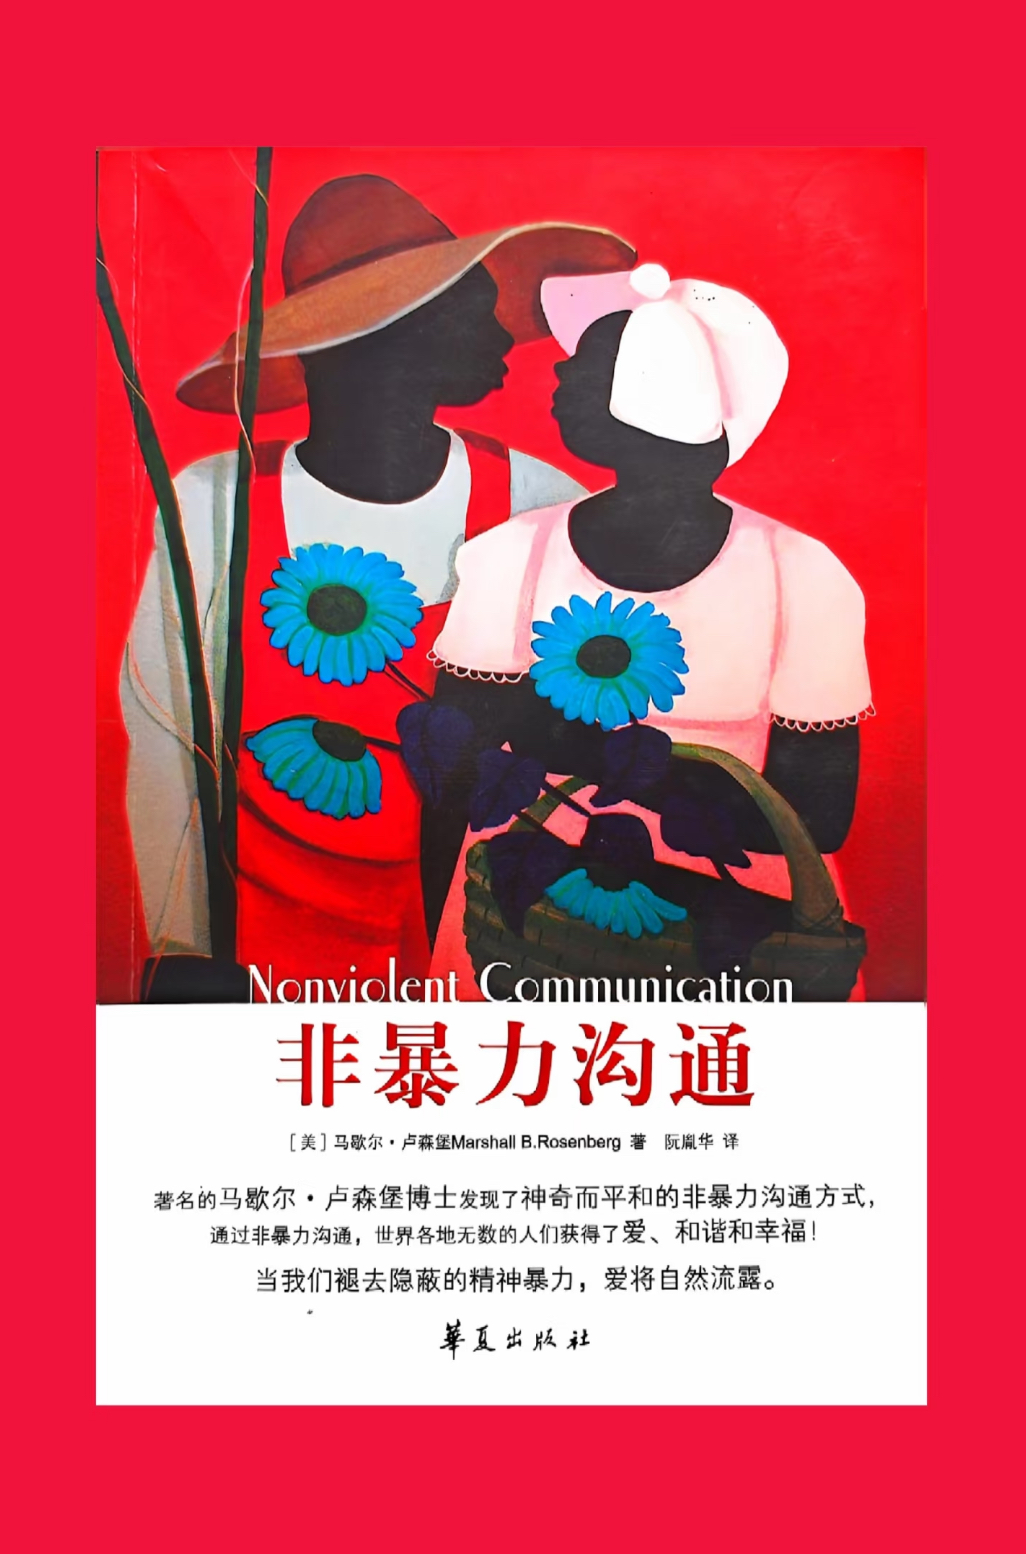 Nonviolent Communication
非暴力沟通
［美］马歇尔·卢森堡Marshall B.Rosenberg 著 阮胤华 译
著名的马歇尔·卢森堡博士发现了神奇而平和的非暴力沟通方式，
通过非暴力沟通，世界各地无数的人们获得了爱、和谐和幸福！
当我们褪去隐蔽的精神暴力，爱将自然流露。
華夏出版社